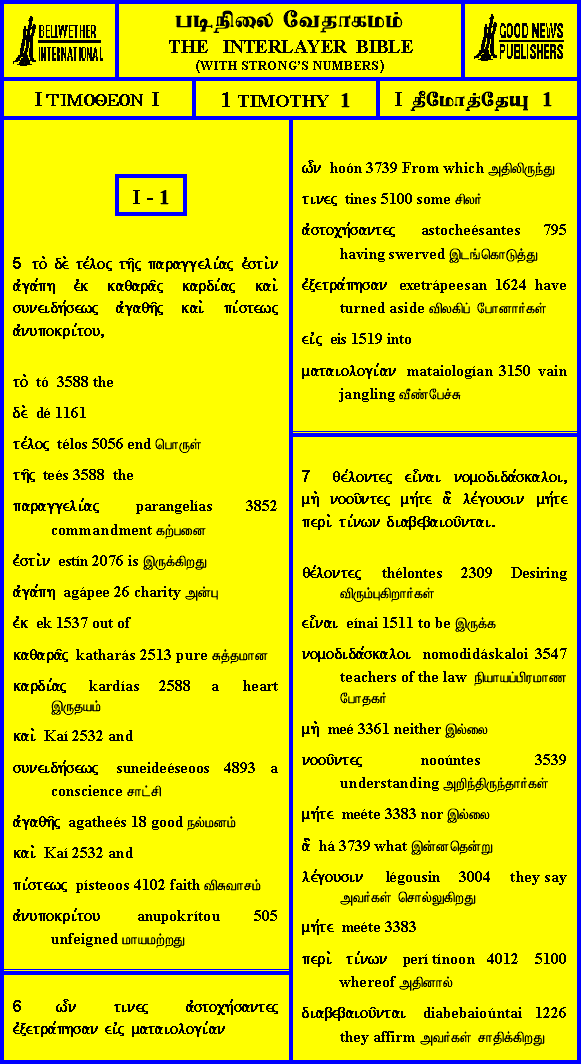 BELLWETHER
INTERNATIONAL
படிநிலை வேதாகமம்
THE INTERLAYER BIBLE
(WITH STRONG'S NUMBERS)
GOOD NEWS
PUBLISHERS
I ΤΙΜΟΘΕΟΝ I
1 TIMOTHY 1
I தீமோத்தேயு 1
I - 1
5 τὸ δὲ τέλος τῆς παραγγελίας ἐστὶν
ἀγάπη ἐκ καθαρᾶς καρδίας καὶ
συνειδήσεως ἀγαθῆς καὶ πίστεως
ἀνυποκρίτου,
τὸ tó 3588 the
δὲ dé 1161
τέλος télos 5056 end பொருள்
τῆς teés 3588 the
παραγγελίας parangelías 3852
commandment கற்பனை
ἐστὶν estín 2076 is இருக்கிறது
ἀγάπη agápee 26 charity அன்பு
ἐκ ek 1537 out of
καθαρᾶς katharás 2513 pure சுத்தமான
καρδίας kardías 2588 a heart
இருதயம்
καὶ Kaí 2532 and
συνειδήσεως suneideéseoos 4893 a
conscience சாட்சி
ἀγαθῆς agatheés 18 good நல்மனம்
καὶ Kaí 2532 and
πίστεως písteoos 4102 faith விசுவாசம்
ἀνυποκρίτου anupokrítou 505
unfeigned மாயமற்றது
6 ὧν τινες ἀστοχήσαντες
ἐξετράπησαν εἰς ματαιολογίαν
ὧν hoón 3739 From which அதிலிருந்து
τινες tines 5100 some சிலர்
ἀστοχήσαντες astocheésantes 795
having swerved இடங்கொடுத்து
ἐξετράπησαν exetrápeesan 1624 have
turned aside விலகிப் போனார்கள்
εἰς eis 1519 into
ματαιολογίαν mataiologían 3150 vain
jangling வீண்பேச்சு
7 θέλοντες εἶναι νομοδιδάσκαλοι,
μὴ νοοῦντες μήτε ἃ λέγουσιν μήτε
περὶ τίνων διαβεβαιοῦνται.
θέλοντες thélontes 2309 Desiring
விரும்புகிறார்கள்
εἶναι eínai 1511 to be இருக்க
νομοδιδάσκαλοι nomodidáskaloi 3547
teachers of the law நியாயப்பிரமாண
போதகர்
μὴ meé 3361 neither இல்லை
νοοῦντες nooúntes 3539
understanding அறிந்திருந்தார்கள்
μήτε meéte 3383 nor இல்லை
ἃ há 3739 what இன்னதென்று
λέγουσιν légousin 3004 they say
அவர்கள் சொல்லுகிறது
μήτε meéte 3383
περὶ τίνων perí tínoon 4012 5100
whereof அதினால்
διαβεβαιοῦνται diabebaioúntai 1226
they affirm அவர்கள் சாதிக்கிறது